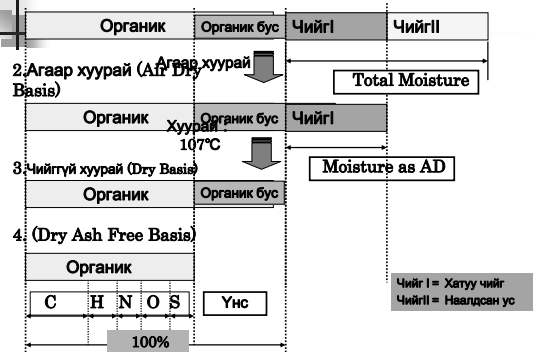 Органик Органик бус ЧийгI ЧийгII
Агаар хуурай
2.Агаар хуурай (Air Dry
Basis)
Total Moisture
Органик Органик бус ЧийгI
Хуурай :
107℃
3.Чийггүй хуурай (Dry Basis)
Moisture as AD
Органик Органик бус
4. (Dry Ash Free Basis)
Органик
C H N O S Үнс
100%
Чийг I = Хатуу чийг
ЧийгII = Наалдсан ус